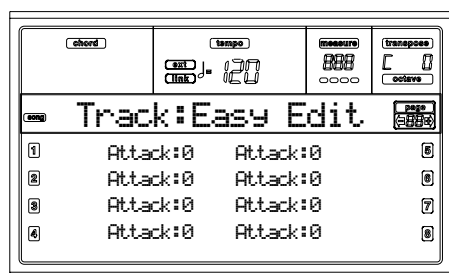 chord tempo measure transpose
ext link ♩= 120 888 C 0
octave
song Track:Easy Edit page 88
1 Attack:0 Attack:0 5
2 Attack:0 Attack:0 6
3 Attack:0 Attack:0 7
4 Attack:0 Attack:0 8